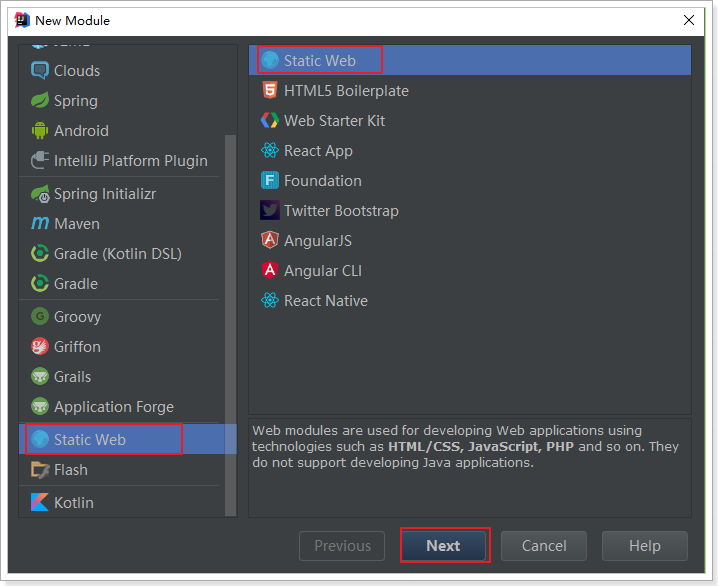 New Module
Clouds
Spring
Android
IntelliJ Platform Plugin
Spring Initializr
Maven
Gradle (Kotlin DSL)
Gradle
Groovy
Griffon
Grails
Application Forge
Static Web
Flash
Kotlin
Static Web
HTML5 Boilerplate
Web Starter Kit
React App
Foundation
Twitter Bootstrap
AngularJS
Angular CLI
React Native
Web modules are used for developing Web applications using
technologies such as HTML/CSS, JavaScript, PHP and so on. They
do not support developing Java applications.
Previous
Next
Cancel
Help